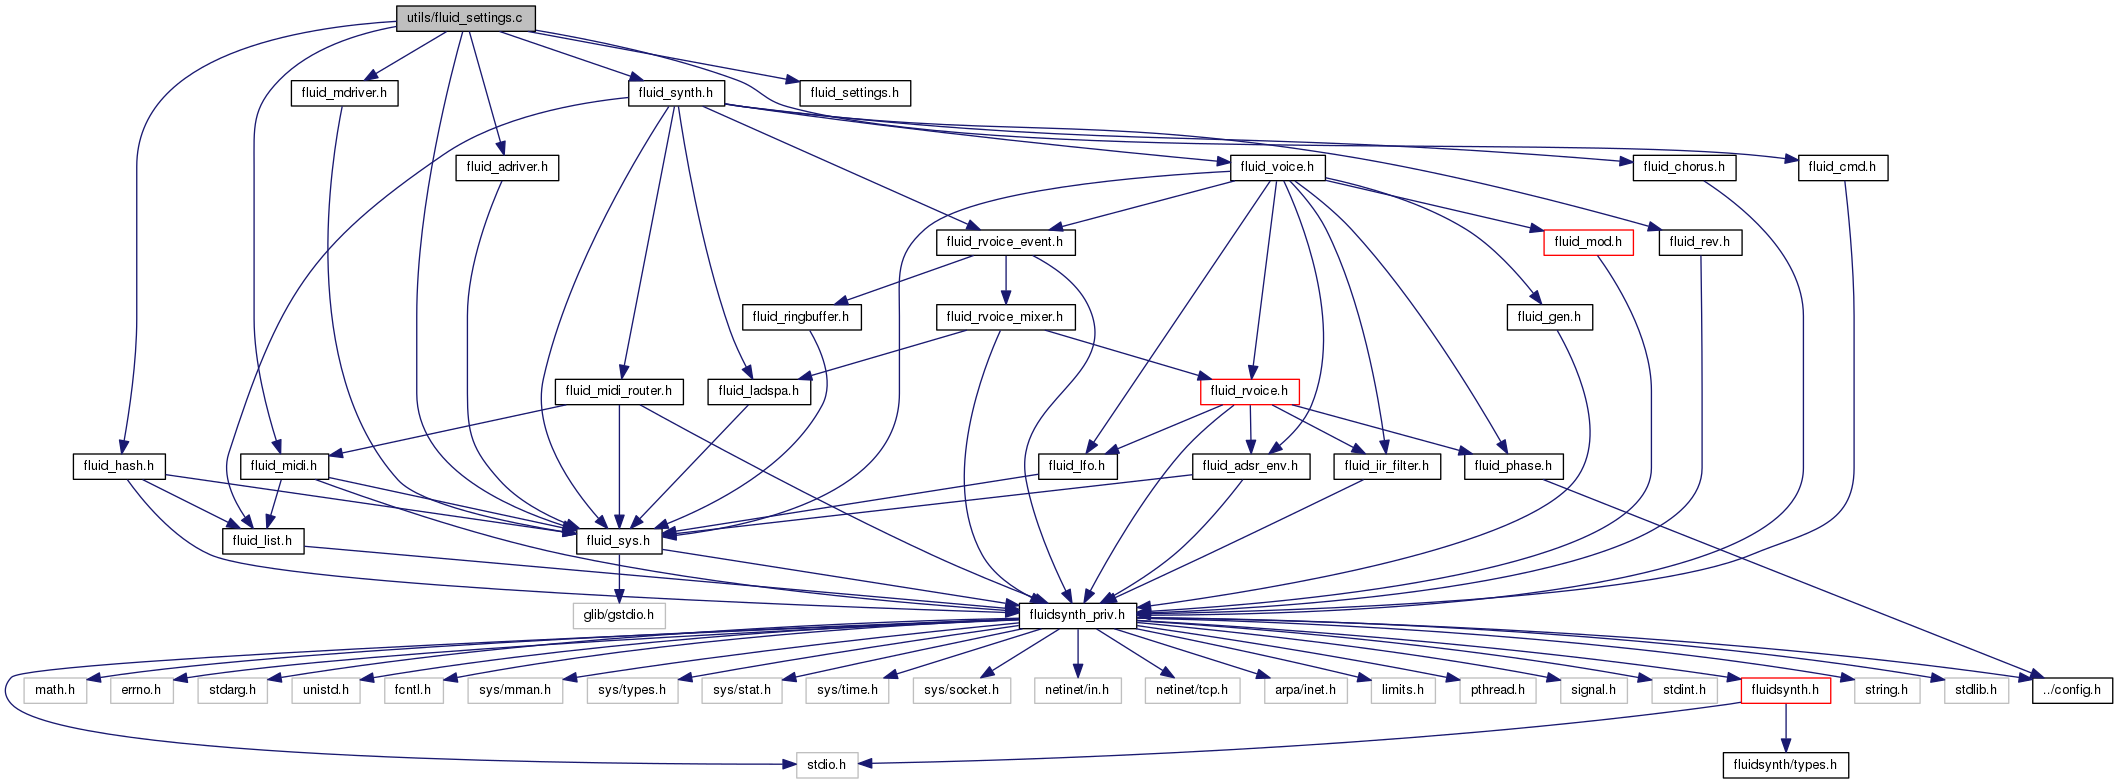 utils/fluid_settings.c
fluid_mdriver.h
fluid_synth.h
fluid_settings.h
fluid_adriver.h
fluid_voice.h
fluid_chorus.h
fluid_cmd.h
fluid_rvoice_event.h
fluid_mod.h
fluid_rev.h
fluid_ringbuffer.h
fluid_rvoice_mixer.h
fluid_gen.h
fluid_midi_router.h
fluid_ladspa.h
fluid_rvoice.h
fluid_hash.h
fluid_midi.h
fluid_lfo.h
fluid_adsr_env.h
fluid_iir_filter.h
fluid_phase.h
fluid_list.h
fluid_sys.h
glib/gstdio.h
fluidsynth_priv.h
math.h
errno.h
stdarg.h
unistd.h
fcntl.h
sys/mman.h
sys/types.h
sys/stat.h
sys/time.h
sys/socket.h
netinet/in.h
netinet/tcp.h
arpa/inet.h
limits.h
pthread.h
signal.h
stdint.h
fluidsynth.h
string.h
stdlib.h
../config.h
stdio.h
fluidsynth/types.h